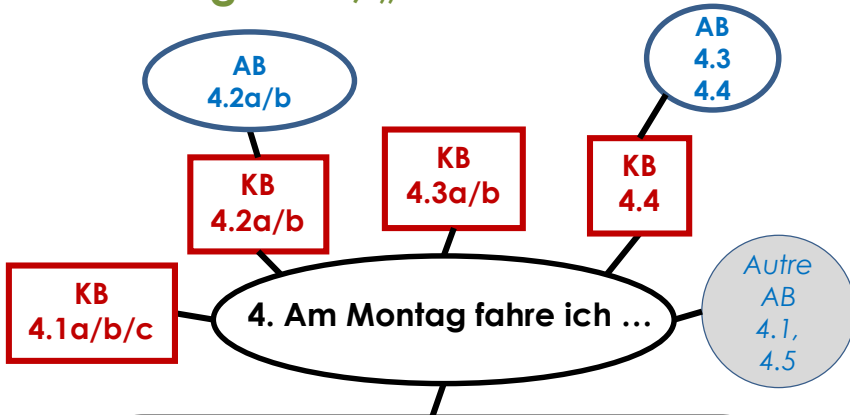 AB
4.2a/b
AB
4.3
4.4
KB
4.2a/b
KB
4.3a/b
KB
4.4
KB
4.1a/b/c
4. Am Montag fahre ich …
Autre
AB
4.1,
4.5